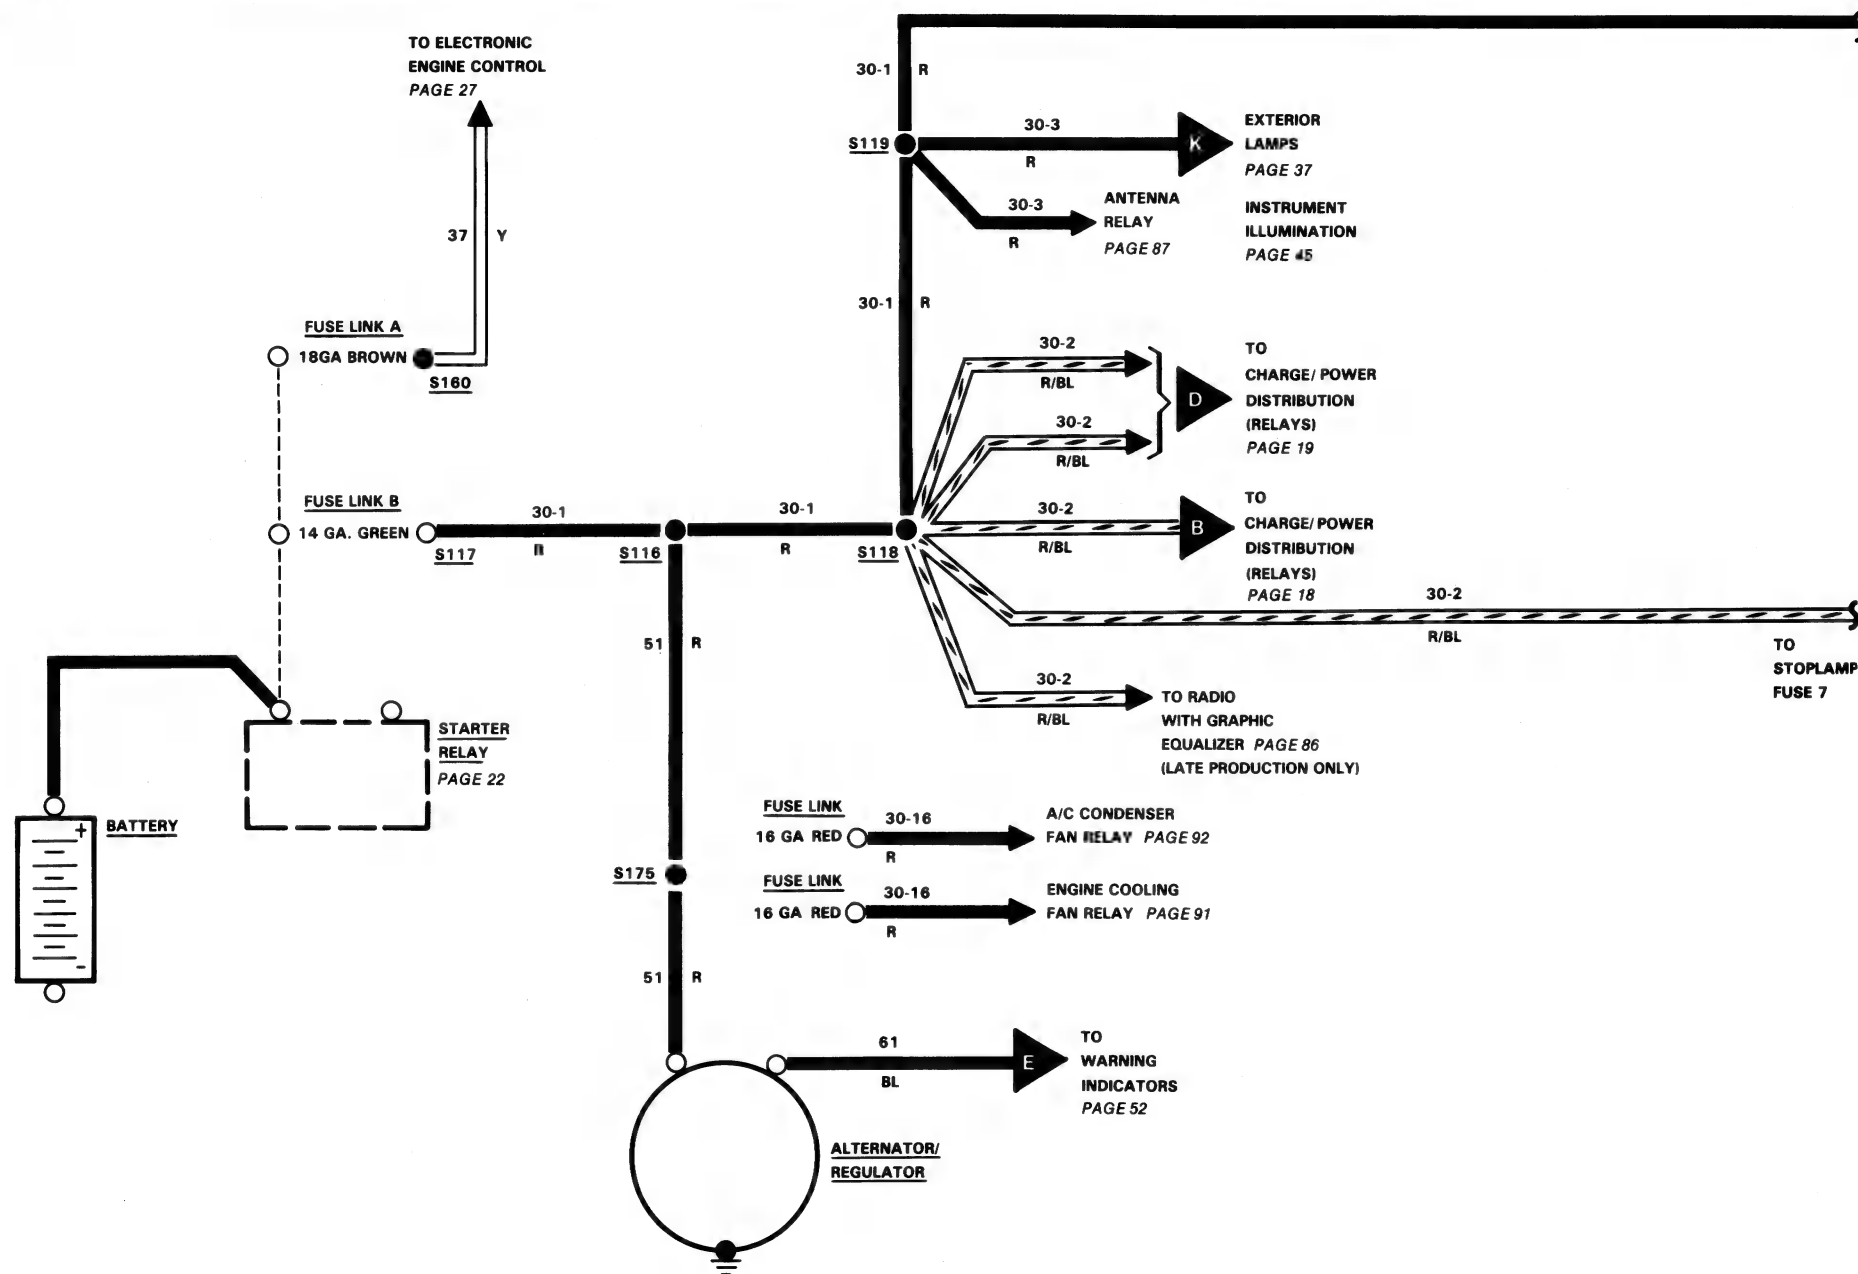 TO ELECTRONIC
ENGINE CONTROL
PAGE 27
37 Y
FUSE LINK A
18GA BROWN
S160
FUSE LINK B
14 GA. GREEN
S117
30-1
S116
30-1
R
S118
30-1 R
S119
30-3
R
EXTERIOR
LAMPS
PAGE 37
K
30-3
R
ANTENNA
RELAY
PAGE 87
INSTRUMENT
ILLUMINATION
PAGE 45
30-1 R
30-2
R/BL
30-2
R/BL
D
TO
CHARGE/ POWER
DISTRIBUTION
(RELAYS)
PAGE 19
30-2
R/BL
B
TO
CHARGE/ POWER
DISTRIBUTION
(RELAYS)
PAGE 18
30-2
R/BL
TO
STOPLAMP
FUSE 7
30-2
R/BL
TO RADIO
WITH GRAPHIC
EQUALIZER PAGE 86
(LATE PRODUCTION ONLY)
51 R
STARTER
RELAY
PAGE 22
+
BATTERY
-
FUSE LINK
16 GA RED
30-16
R
A/C CONDENSER
FAN RELAY PAGE 92
S175
FUSE LINK
16 GA RED
30-16
R
ENGINE COOLING
FAN RELAY PAGE 91
51 R
61
BL
E
TO
WARNING
INDICATORS
PAGE 52
ALTERNATOR/
REGULATOR